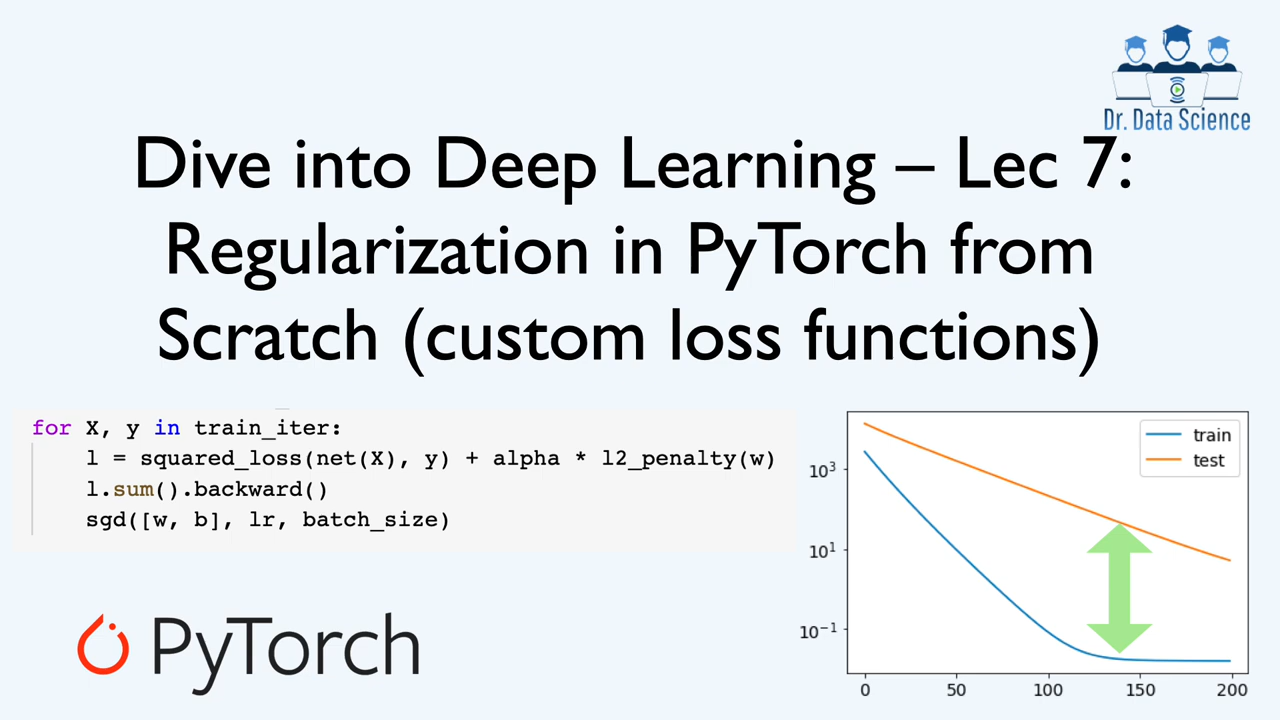 Dr. Data Science
Dive into Deep Learning – Lec 7:
Regularization in PyTorch from
Scratch (custom loss functions)
for X, y in train_iter:
    l = squared_loss(net(X), y) + alpha * l2_penalty(w)
    l.sum().backward()
    sgd([w, b], lr, batch_size)
PyTorch
train
test
10³
10¹
10⁻¹
0 50 100 150 200